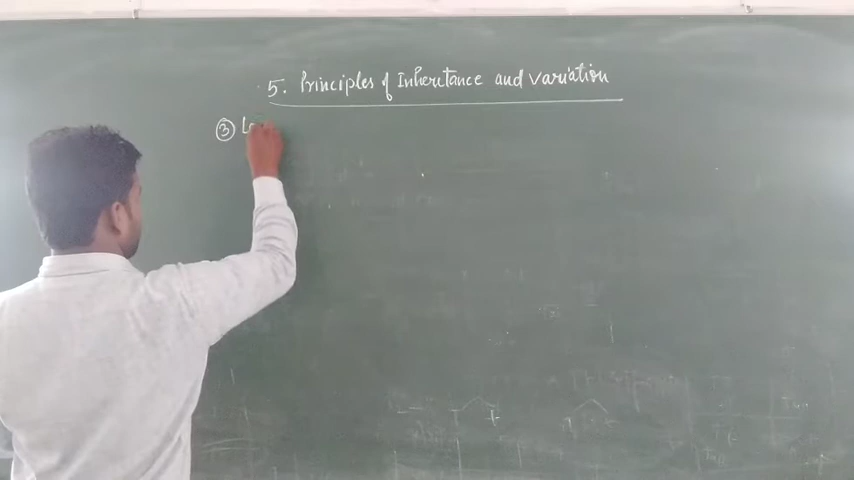 5. Principles of Inheritance and variation
③